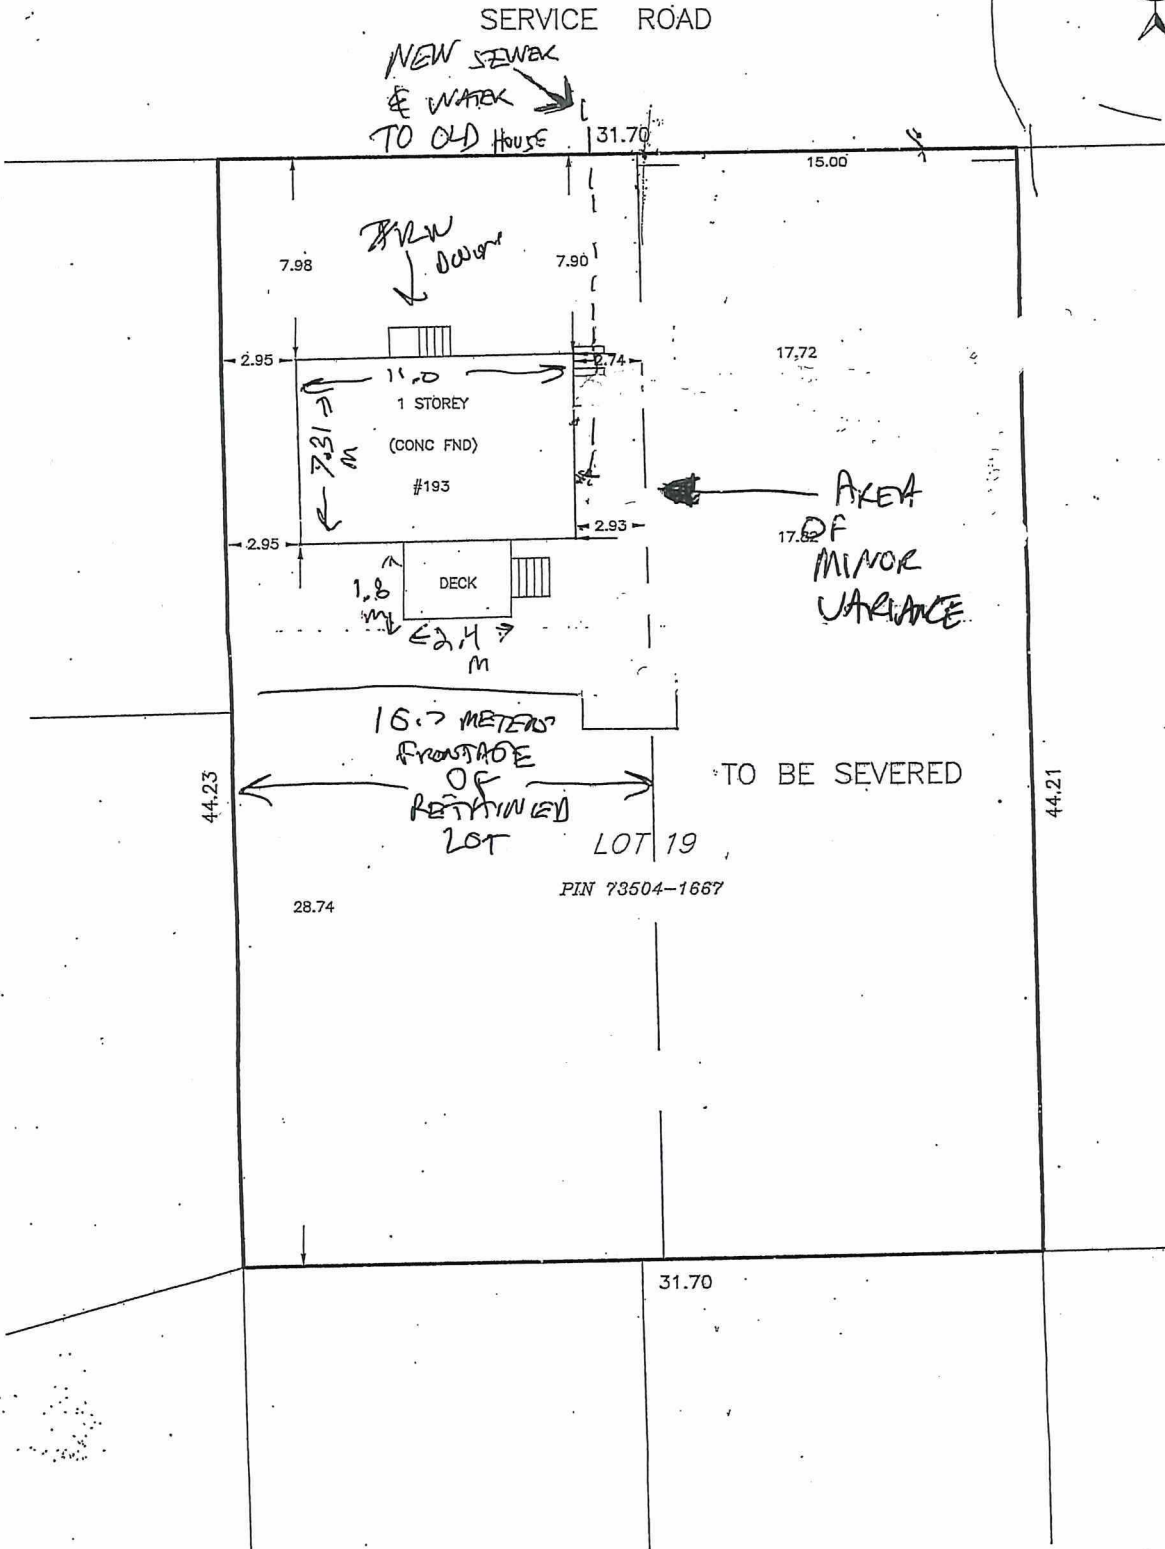 SERVICE ROAD
NEW SEWER
& WATER
TO OLD HOUSE
31.70
15.00
7.98
7.90
2.95
2.74
17.72
11.0
1 STOREY
7.31
M
(CONC FND)
#193
AREA
OF
17.82
MINOR
VARIANCE
2.95
2.93
1.8
M
DECK
2.4
M
METERS
FRONTAGE
OF
RETAINED
LOT
TO BE SEVERED
44.23
44.21
LOT 19
PIN 73504-1667
28.74
31.70